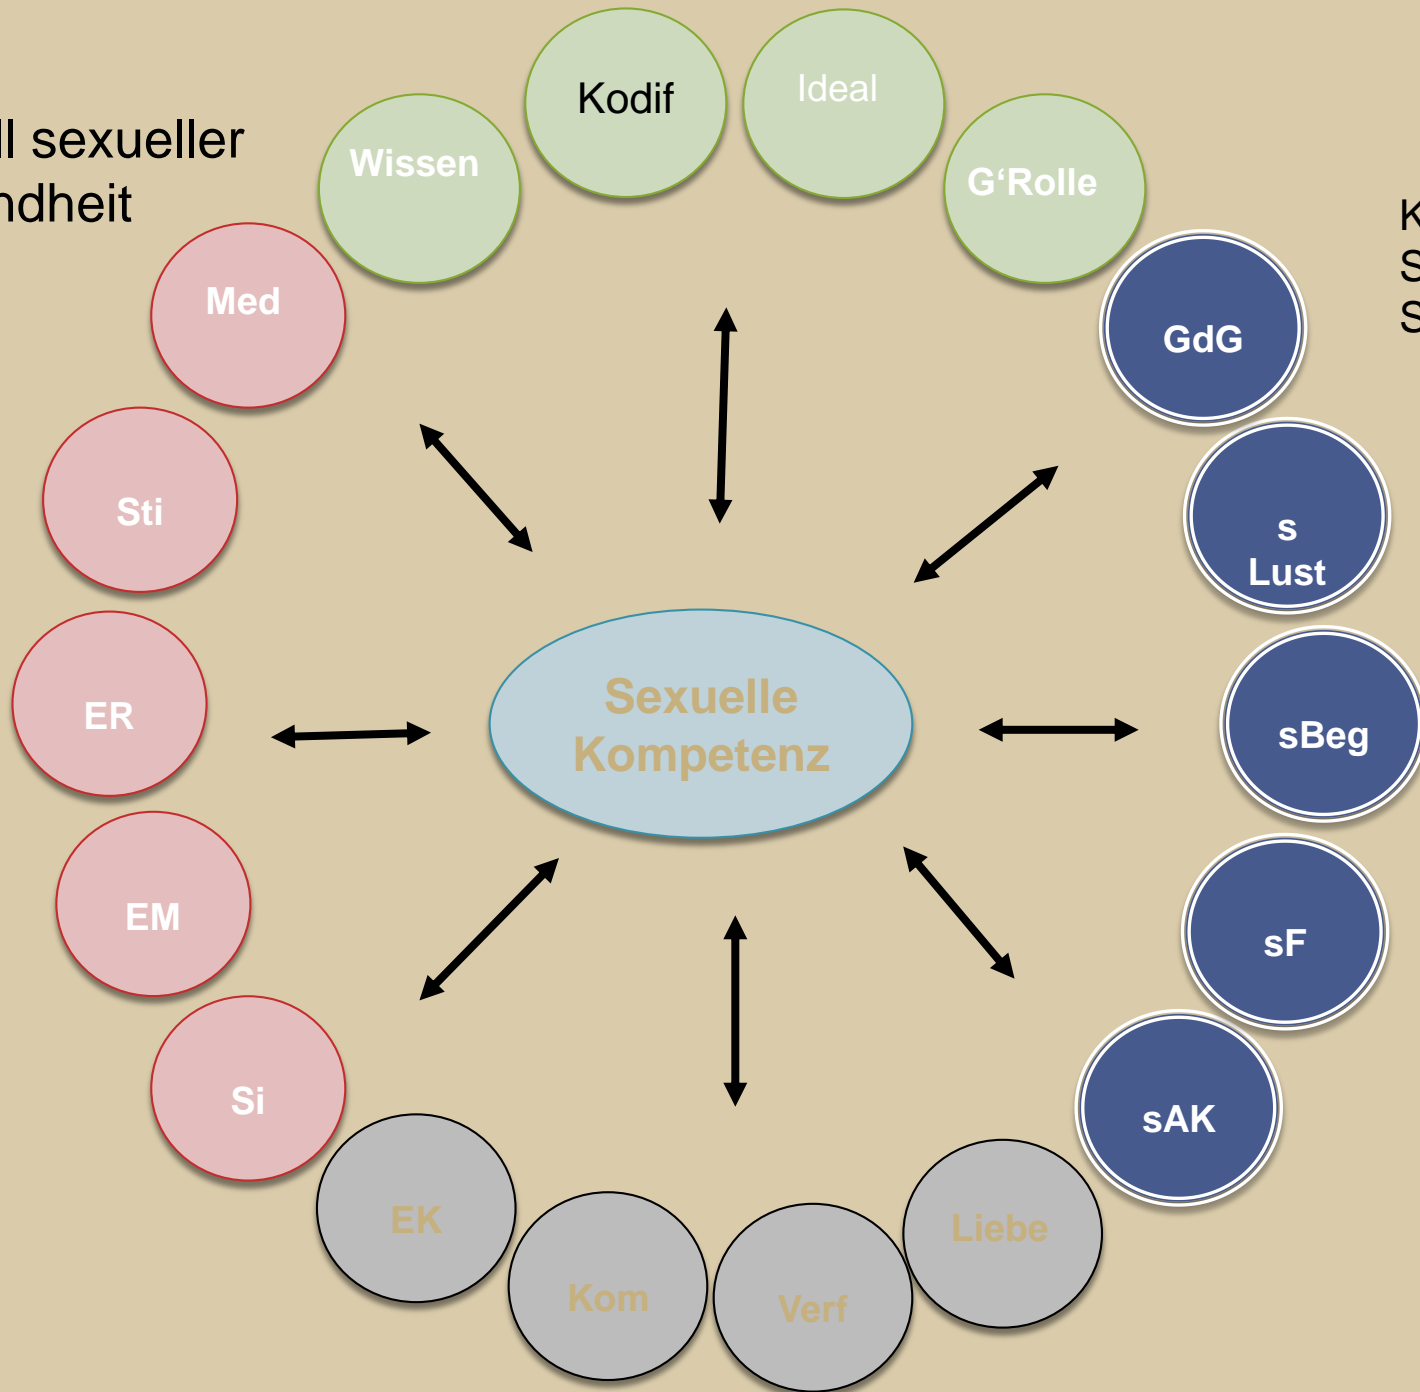 ll sexueller
ndheit
Kodif
Ideal
Wissen
G‘Rolle
Med
GdG
Sti
s
Lust
ER
Sexuelle
Kompetenz
sBeg
EM
sF
Si
sAK
EK
Liebe
Kom
Verf
K
S
S